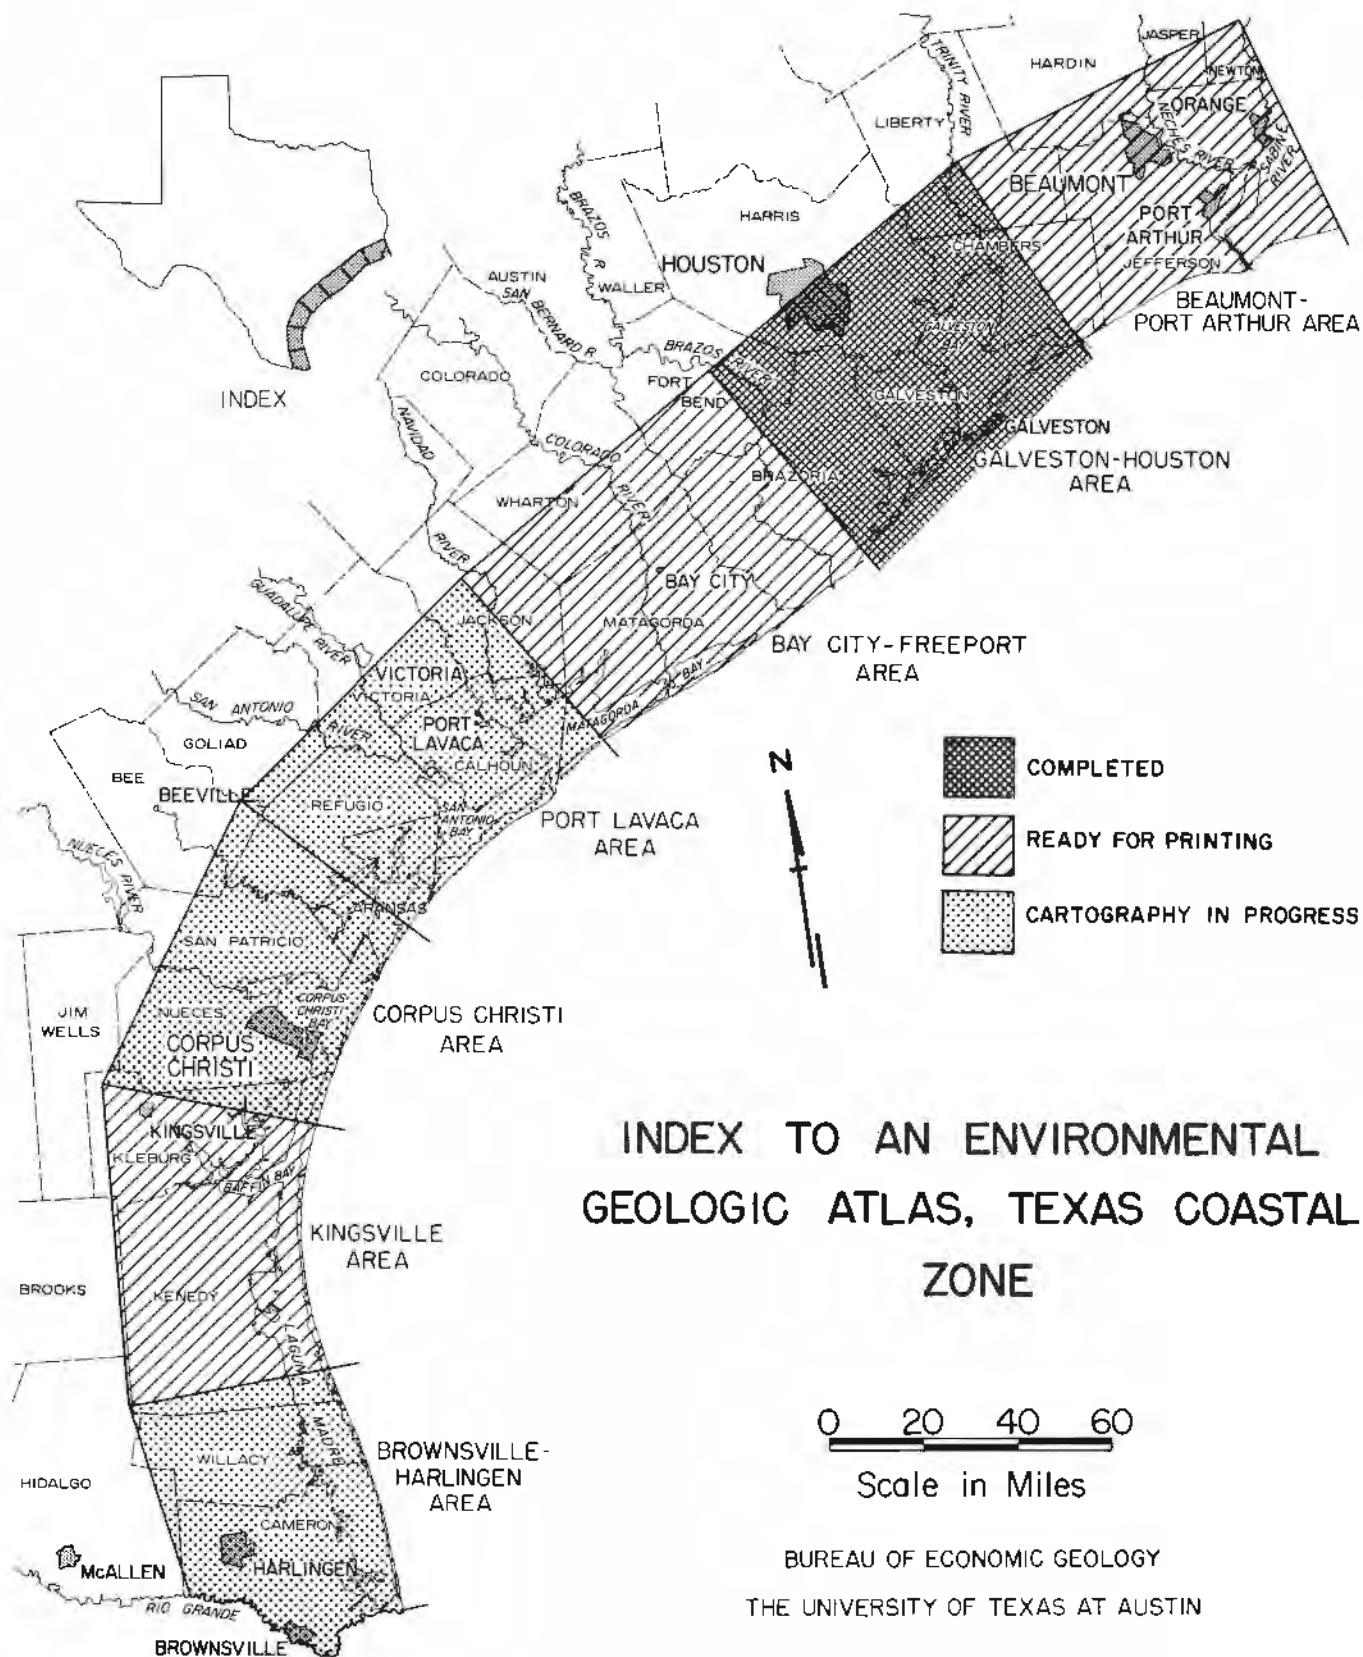 JASPER
HARDIN
NEWTON
TRINITY RIVER
ORANGE
LIBERTY
NECHES RIVER
SABINE RIVER
BEAUMONT
BRAZOS R.
HARRIS
PORT
ARTHUR
CHAMBERS
HOUSTON
JEFFERSON
AUSTIN
WALLER
SAN BERNARD R.
BEAUMONT-
PORT ARTHUR AREA
GALVESTON
BAY
BRAZOS RIVER
COLORADO
FORT
BEND
INDEX
GALVESTON
NAVIDAD
RIVER
GALVESTON
COLORADO
RIVER
GALVESTON-HOUSTON
AREA
BRAZORIA
WHARTON
BAY CITY
GUADALUPE RIVER
JACKSON
MATAGORDA
BAY CITY-FREEPORT
AREA
VICTORIA
VICTORIA
MATAGORDA BAY
SAN ANTONIO
RIVER
PORT
LAVACA
GOLIAD
CALHOUN
N
COMPLETED
BEE
BEEVILLE
REFUGIO
SAN
ANTONIO
BAY
PORT LAVACA
AREA
READY FOR PRINTING
NUECES RIVER
ARANSAS
CARTOGRAPHY IN PROGRESS
SAN PATRICIO
CORPUS
CHRISTI
BAY
JIM
WELLS
NUECES
CORPUS CHRISTI
AREA
CORPUS
CHRISTI
KINGSVILLE
INDEX TO AN ENVIRONMENTAL
KLEBURG
BAFFIN BAY
GEOLOGIC ATLAS, TEXAS COASTAL
KINGSVILLE
AREA
ZONE
BROOKS
KENEDY
LAGUNA
MADRE
0 20 40 60
BROWNSVILLE-
HARLINGEN
AREA
WILLACY
HIDALGO
Scale in Miles
CAMERON
HARLINGEN
McALLEN
BUREAU OF ECONOMIC GEOLOGY
RIO GRANDE
THE UNIVERSITY OF TEXAS AT AUSTIN
BROWNSVILLE